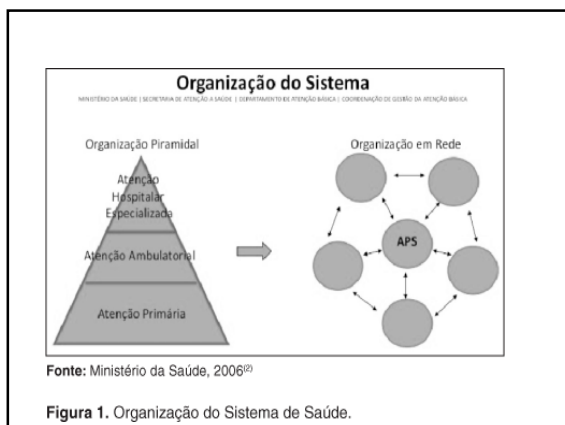 Organização do Sistema
MINISTÉRIO DA SAÚDE | SECRETARIA DE ATENÇÃO A SAÚDE | DEPARTAMENTO DE ATENÇÃO BÁSICA | COORDENAÇÃO DE GESTÃO DA ATENÇÃO BÁSICA
Organização Piramidal
Organização em Rede
Atenção
Hospitalar
Especializada
Atenção Ambulatorial
Atenção Primária
APS
Fonte: Ministério da Saúde, 2006⁽²⁾
Figura 1. Organização do Sistema de Saúde.